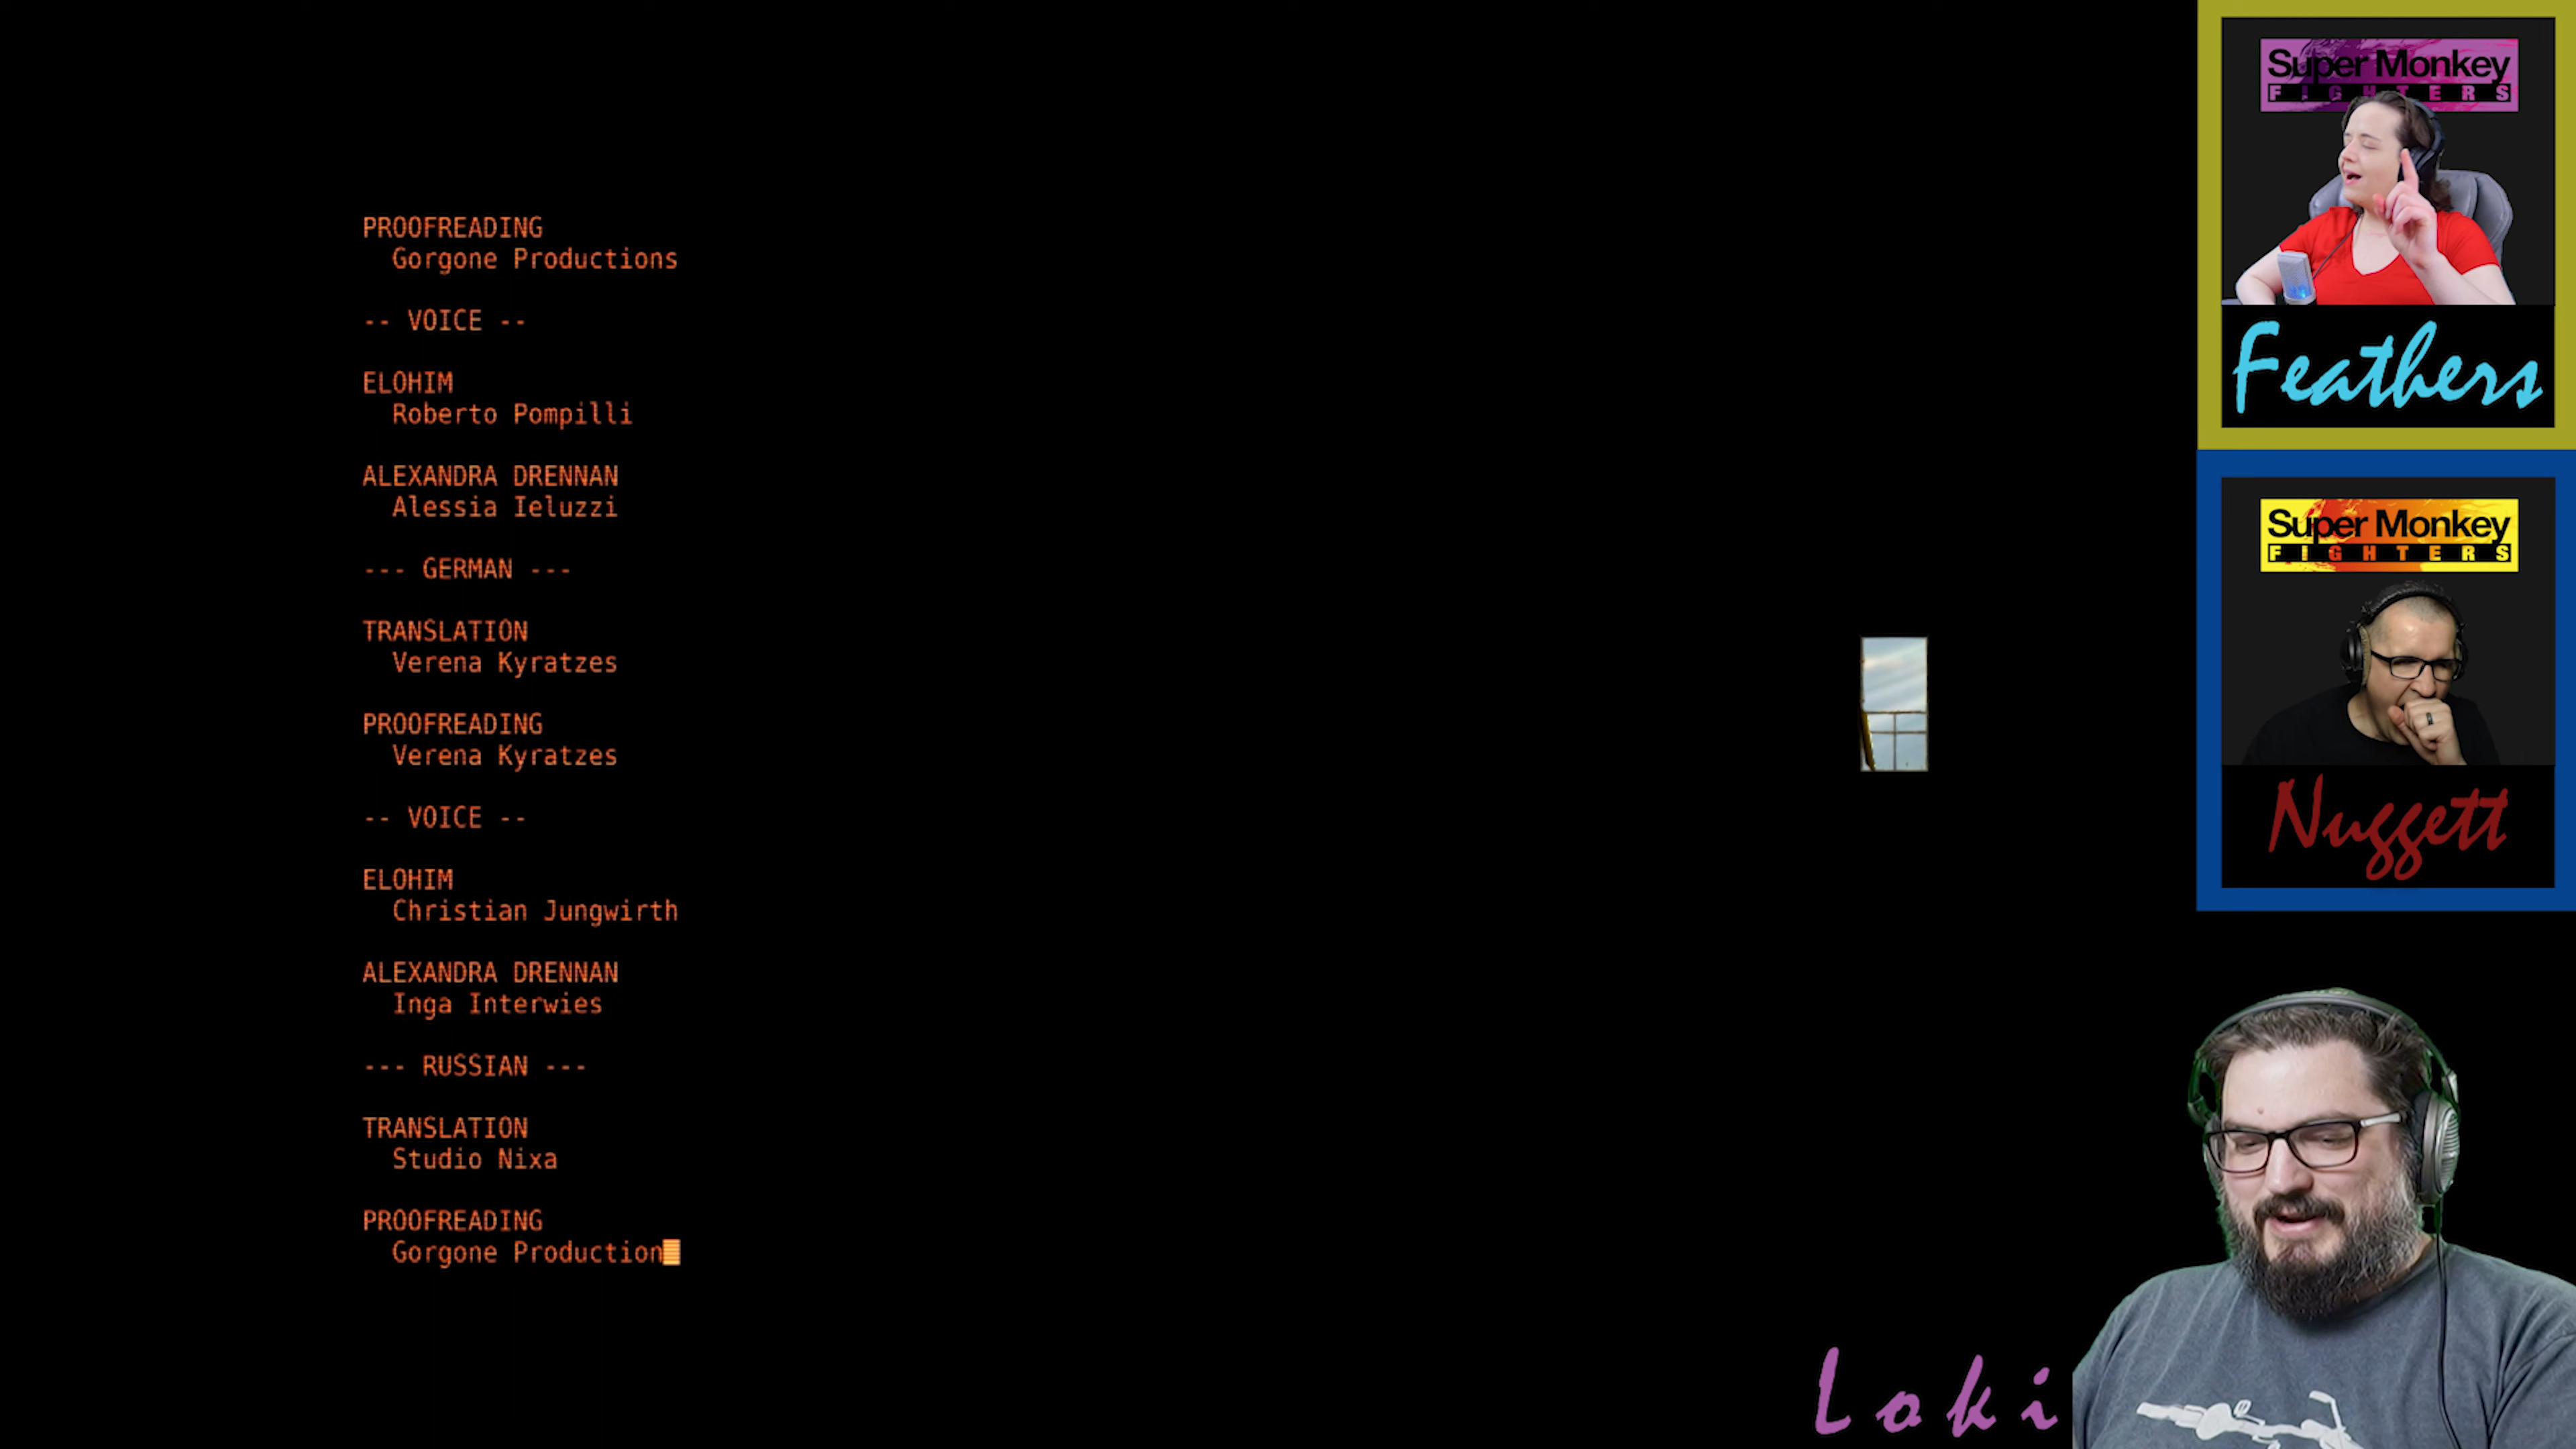 PROOFREADING
Gorgone Productions
-- VOICE --
ELOHIM
Roberto Pompilli
ALEXANDRA DRENNAN
Alessia Ieluzzi
--- GERMAN ---
TRANSLATION
Verena Kyratzes
PROOFREADING
Verena Kyratzes
-- VOICE --
ELOHIM
Christian Jungwirth
ALEXANDRA DRENNAN
Inga Interwies
--- RUSSIAN ---
TRANSLATION
Studio Nixa
PROOFREADING
Gorgone Production
Super Monkey
FIGHTERS
Feathers
Super Monkey
FIGHTERS
Nuggett
Loki